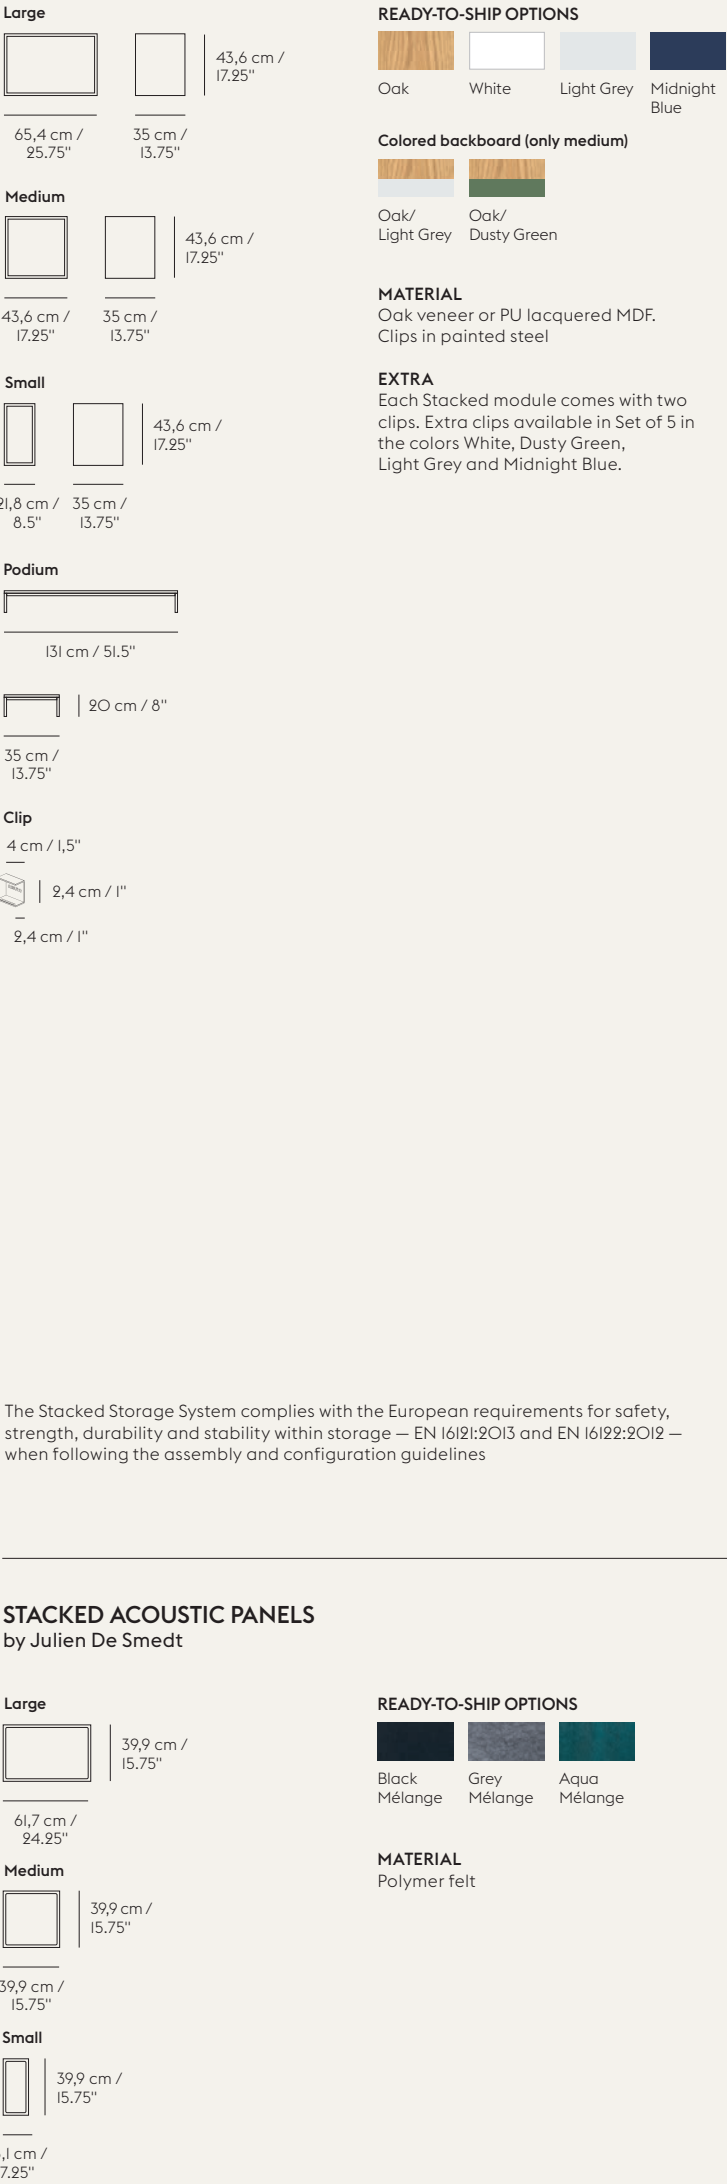 Large
43,6 cm /
17.25"
65,4 cm /
25.75"
35 cm /
13.75"
Medium
43,6 cm /
17.25"
43,6 cm /
17.25"
35 cm /
13.75"
Small
43,6 cm /
17.25"
21,8 cm /
8.5"
35 cm /
13.75"
Podium
131 cm / 51.5"
20 cm / 8"
35 cm /
13.75"
Clip
4 cm / 1,5"
2,4 cm / 1"
2,4 cm / 1"
READY-TO-SHIP OPTIONS
Oak
White
Light Grey
Midnight
Blue
Colored backboard (only medium)
Oak/
Light Grey
Oak/
Dusty Green
MATERIAL
Oak veneer or PU lacquered MDF.
Clips in painted steel
EXTRA
Each Stacked module comes with two
clips. Extra clips available in Set of 5 in
the colors White, Dusty Green,
Light Grey and Midnight Blue.
The Stacked Storage System complies with the European requirements for safety,
strength, durability and stability within storage — EN 16121:2013 and EN 16122:2012 —
when following the assembly and configuration guidelines
STACKED ACOUSTIC PANELS
by Julien De Smedt
Large
39,9 cm /
15.75"
61,7 cm /
24.25"
Medium
39,9 cm /
15.75"
39,9 cm /
15.75"
Small
39,9 cm /
15.75"
,1 cm /
7.25"
READY-TO-SHIP OPTIONS
Black
Mélange
Grey
Mélange
Aqua
Mélange
MATERIAL
Polymer felt